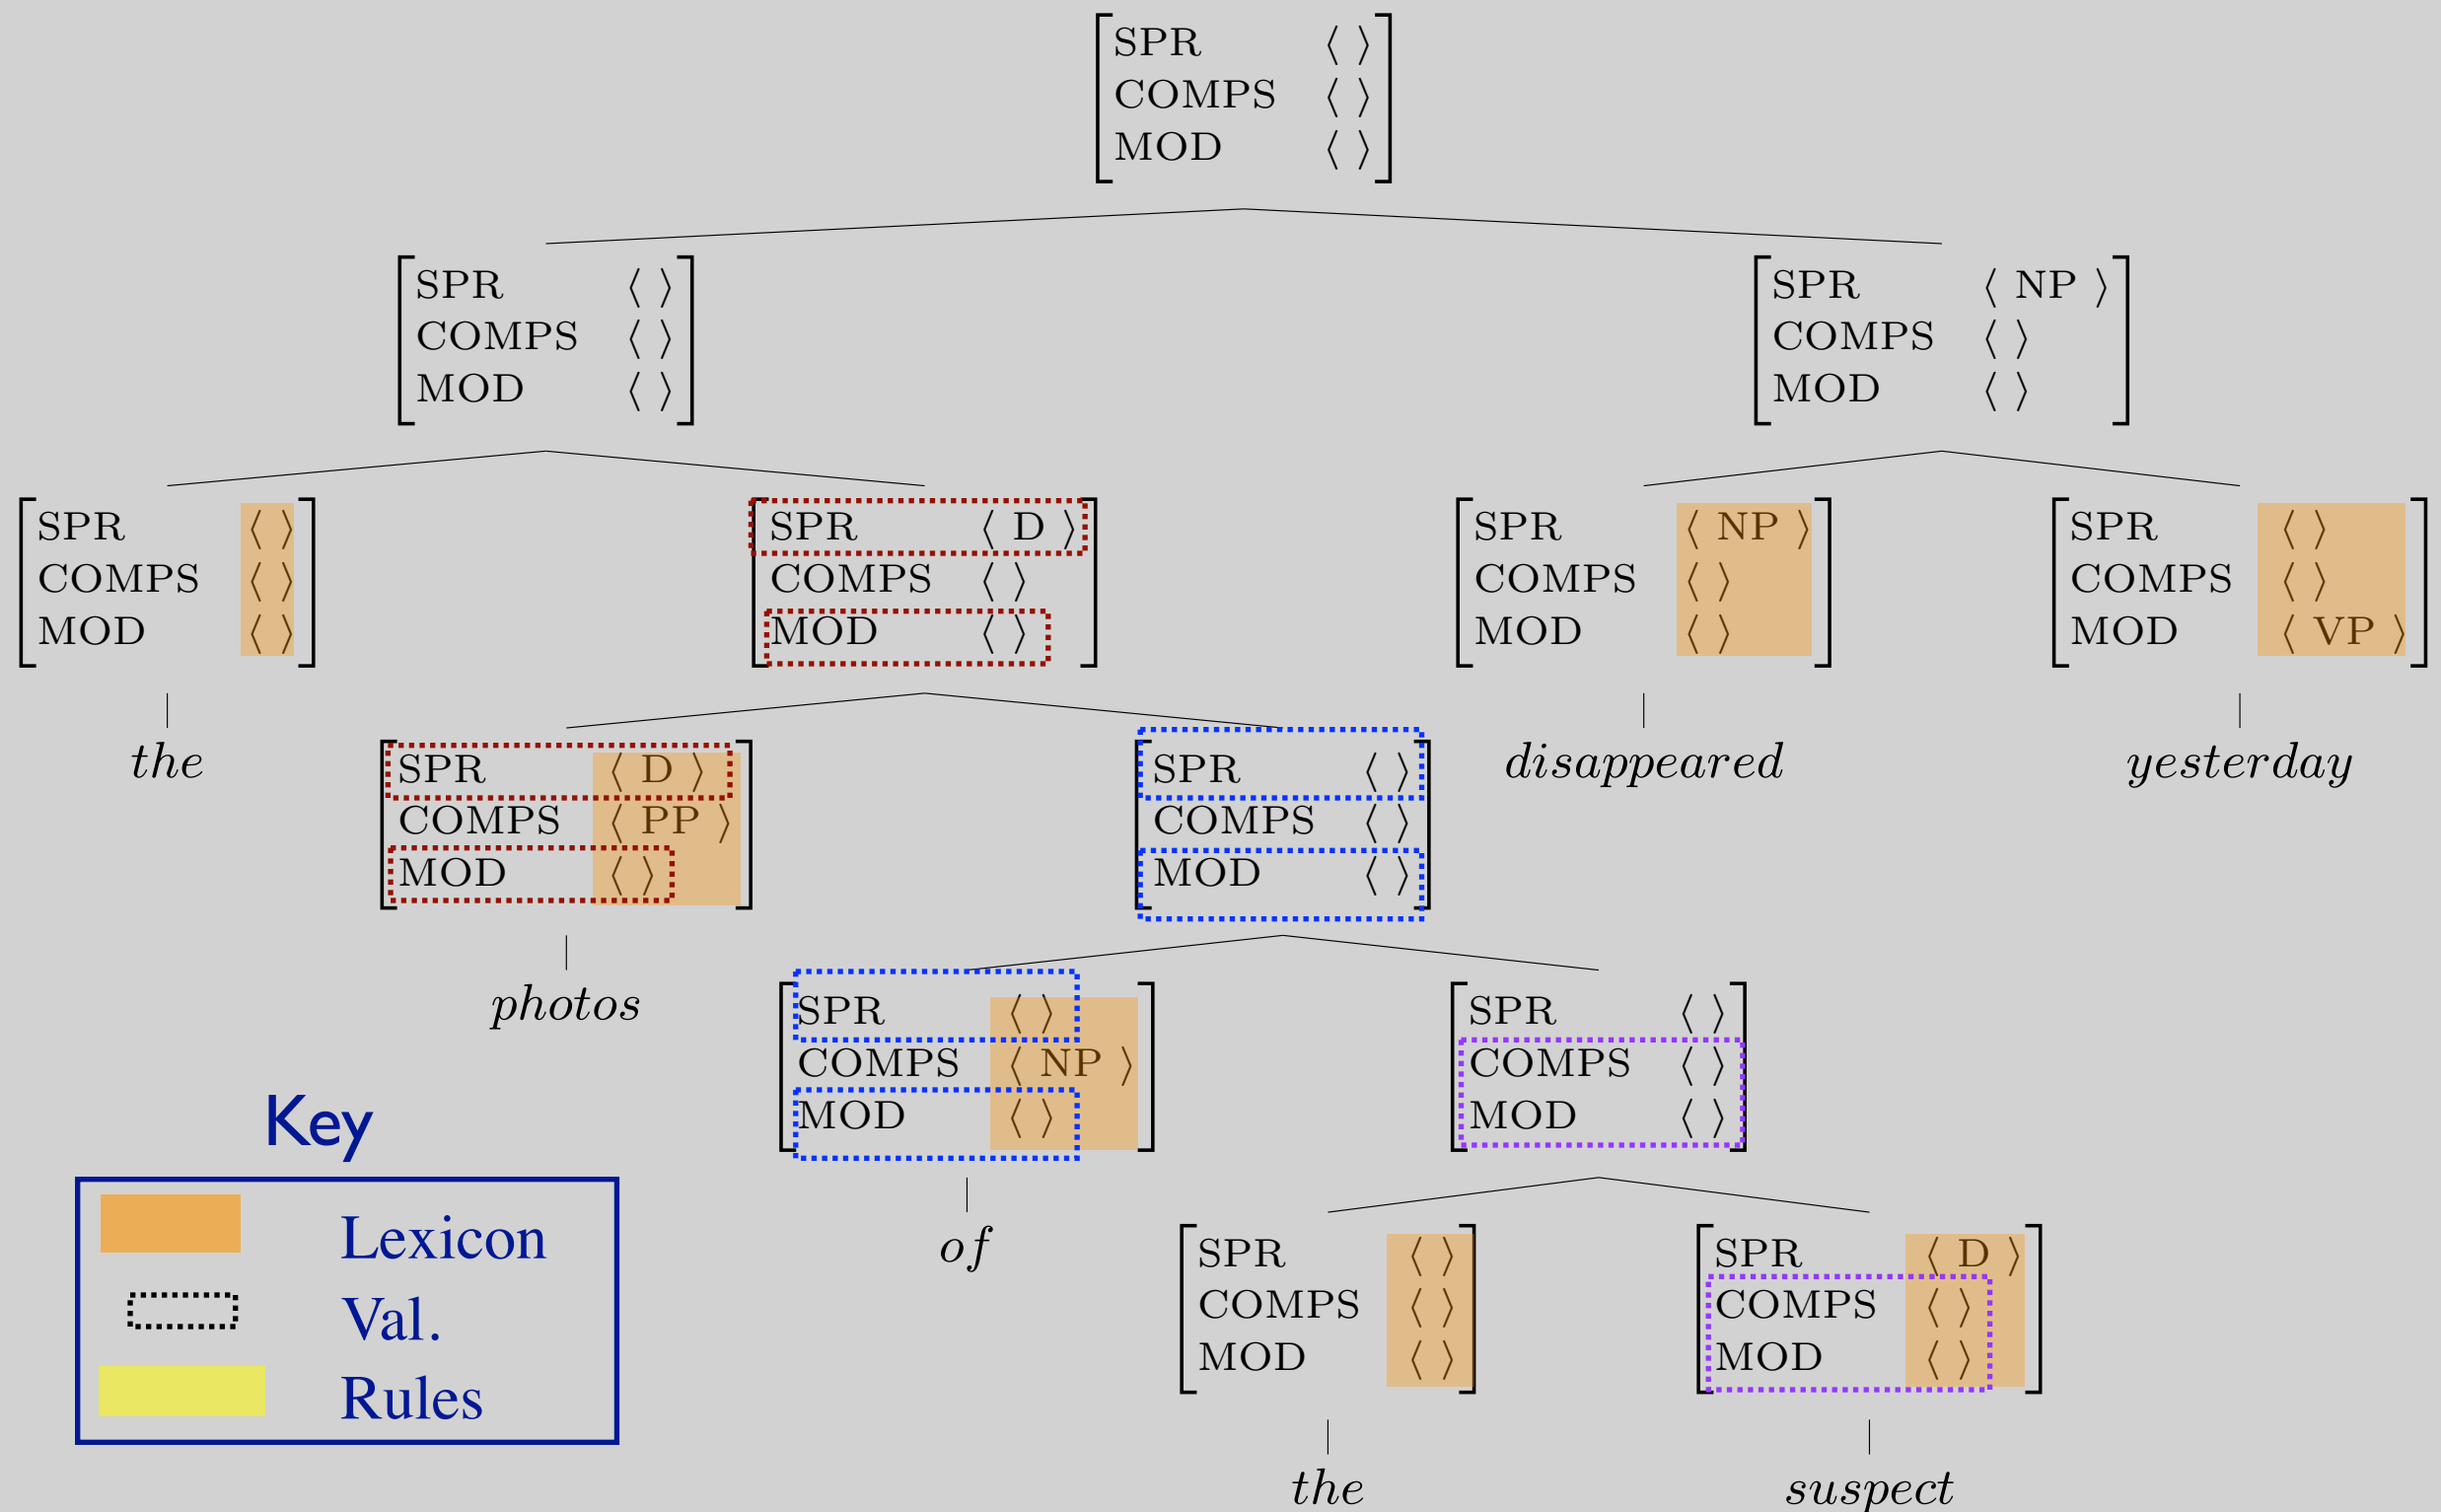 SPR ⟨ ⟩
COMPS ⟨ ⟩
MOD ⟨ ⟩
SPR ⟨ ⟩
COMPS ⟨ ⟩
MOD ⟨ ⟩
SPR ⟨ NP ⟩
COMPS ⟨ ⟩
MOD ⟨ ⟩
SPR ⟨ ⟩
COMPS ⟨ ⟩
MOD ⟨ ⟩
the
SPR ⟨ D ⟩
COMPS ⟨ ⟩
MOD ⟨ ⟩
SPR ⟨ NP ⟩
COMPS ⟨ ⟩
MOD ⟨ ⟩
disappeared
SPR ⟨ ⟩
COMPS ⟨ ⟩
MOD ⟨ VP ⟩
yesterday
SPR ⟨ D ⟩
COMPS ⟨ PP ⟩
MOD ⟨ ⟩
photos
SPR ⟨ ⟩
COMPS ⟨ ⟩
MOD ⟨ ⟩
SPR ⟨ ⟩
COMPS ⟨ NP ⟩
MOD ⟨ ⟩
of
SPR ⟨ ⟩
COMPS ⟨ ⟩
MOD ⟨ ⟩
SPR ⟨ ⟩
COMPS ⟨ ⟩
MOD ⟨ ⟩
the
SPR ⟨ D ⟩
COMPS ⟨ ⟩
MOD ⟨ ⟩
suspect
Key
Lexicon
Val.
Rules